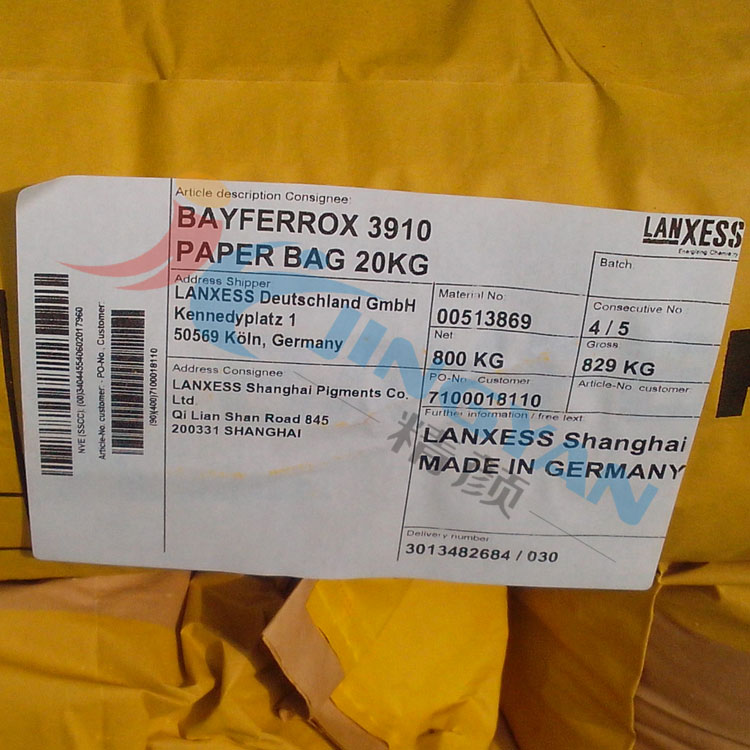 Article description Consignee:
BAYFERROX 3910
PAPER BAG 20KG
LANXESS
Energizing Chemistry
Batch
Address Shipper
LANXESS Deutschland GmbH
Kennedyplatz 1
50569 Köln, Germany
Material No:
00513869
Consecutive No
4 / 5
Net
800 KG
Gross
829 KG
Address Consignee
LANXESS Shanghai Pigments Co.
Ltd.
Qi Lian Shan Road 845
200331 SHANGHAI
PO-No. Customer
7100018110
Article-No. customer:
Further information / free text:
LANXESS Shanghai
MADE IN GERMANY
Delivery number
3013482684 / 030
NVE (SSCC): (00)340445540602017960
Article-No. customer: - PO-No. Customer:
(90)(400)7100018110
JINGYAN
精颜